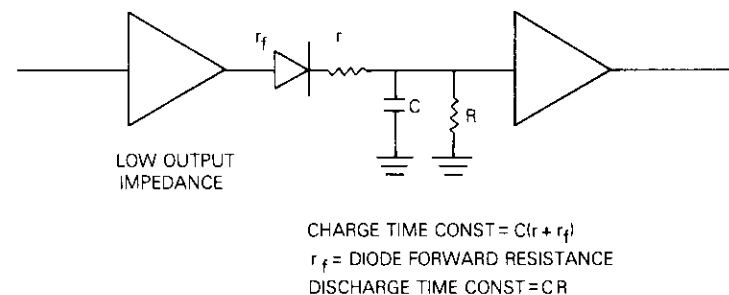 r_f r
C
R
LOW OUTPUT
IMPEDANCE
CHARGE TIME CONST = C(r + r_f)
r_f = DIODE FORWARD RESISTANCE
DISCHARGE TIME CONST = CR